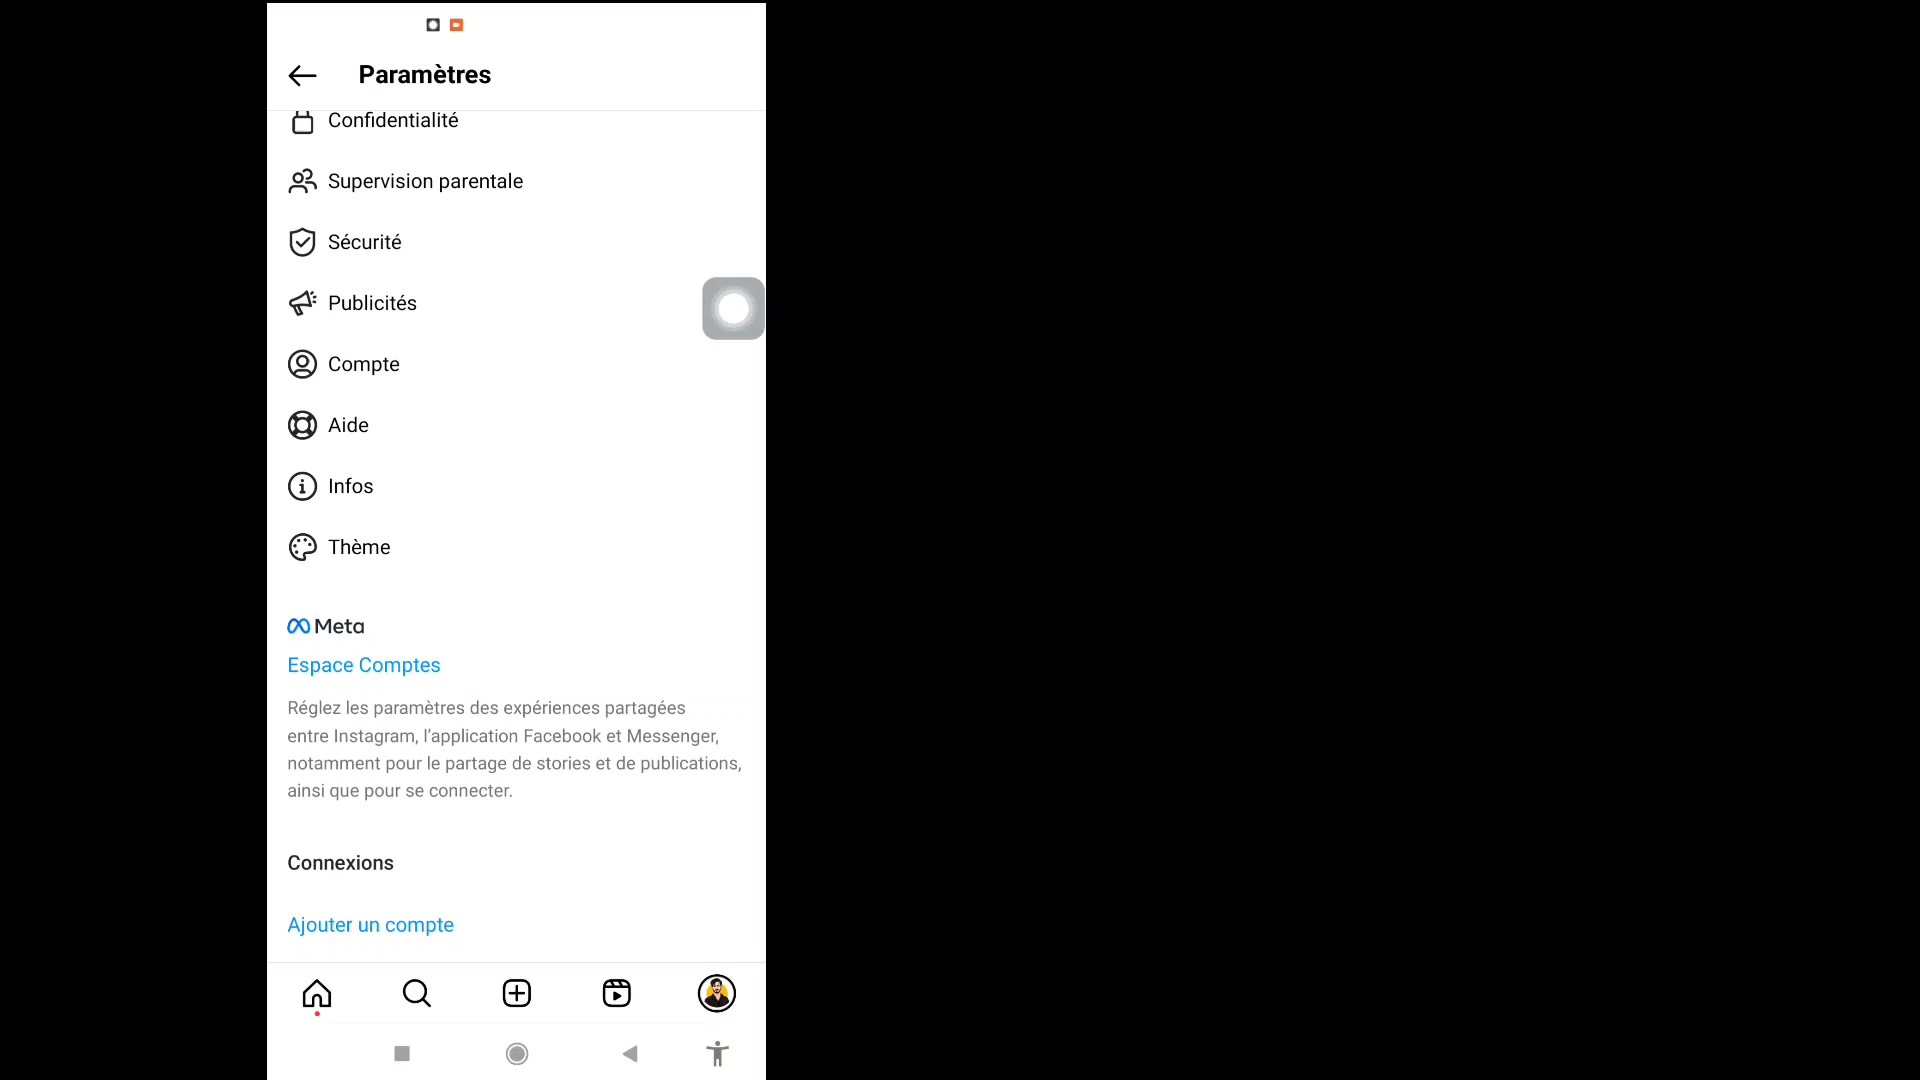 Paramètres
Confidentialité
Supervision parentale
Sécurité
Publicités
Compte
Aide
Infos
Thème
Meta
Espace Comptes
Réglez les paramètres des expériences partagées
entre Instagram, l’application Facebook et Messenger,
notamment pour le partage de stories et de publications,
ainsi que pour se connecter.
Connexions
Ajouter un compte